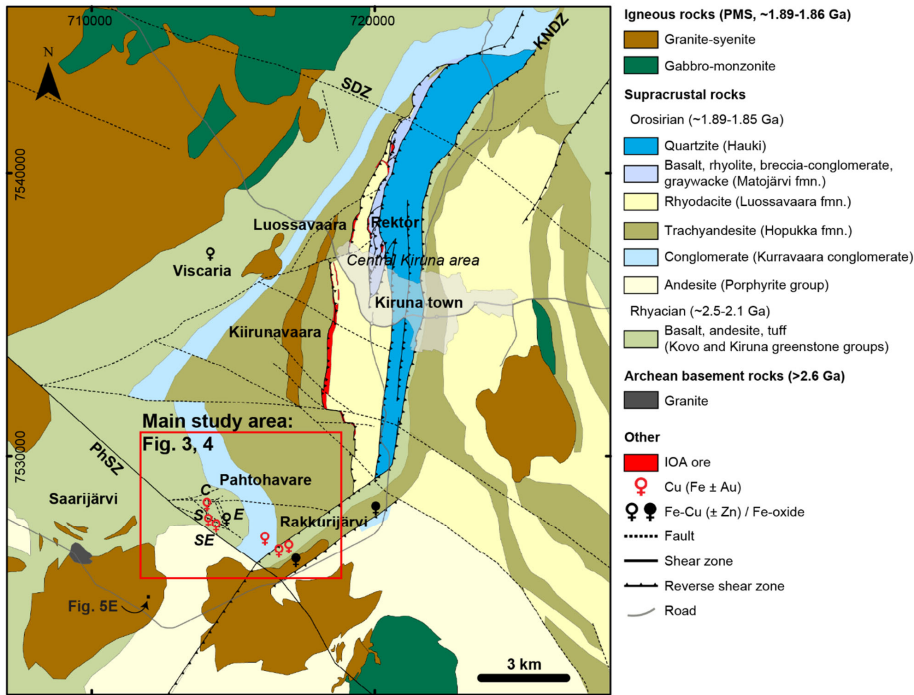 710000
720000
N
SDZ
KNDZ
7540000
Luossavaara
Rektor
Viscaria
Central Kiruna area
Kiruna town
Kiirunavaara
Main study area:
Fig. 3, 4
7530000
PhSZ
Pahtohavare
Saarijärvi
C
S
E
SE
Rakkurijärvi
Fig. 5E
3 km
Igneous rocks (PMS, ~1.89-1.86 Ga)
Granite-syenite
Gabbro-monzonite
Supracrustal rocks
Orosirian (~1.89-1.85 Ga)
Quartzite (Hauki)
Basalt, rhyolite, breccia-conglomerate,
graywacke (Matojärvi fmn.)
Rhyodacite (Luossavaara fmn.)
Trachyandesite (Hopukka fmn.)
Conglomerate (Kurravaara conglomerate)
Andesite (Porphyrite group)
Rhyacian (~2.5-2.1 Ga)
Basalt, andesite, tuff
(Kovo and Kiruna greenstone groups)
Archean basement rocks (>2.6 Ga)
Granite
Other
IOA ore
Cu (Fe ± Au)
Fe-Cu (± Zn) / Fe-oxide
Fault
Shear zone
Reverse shear zone
Road